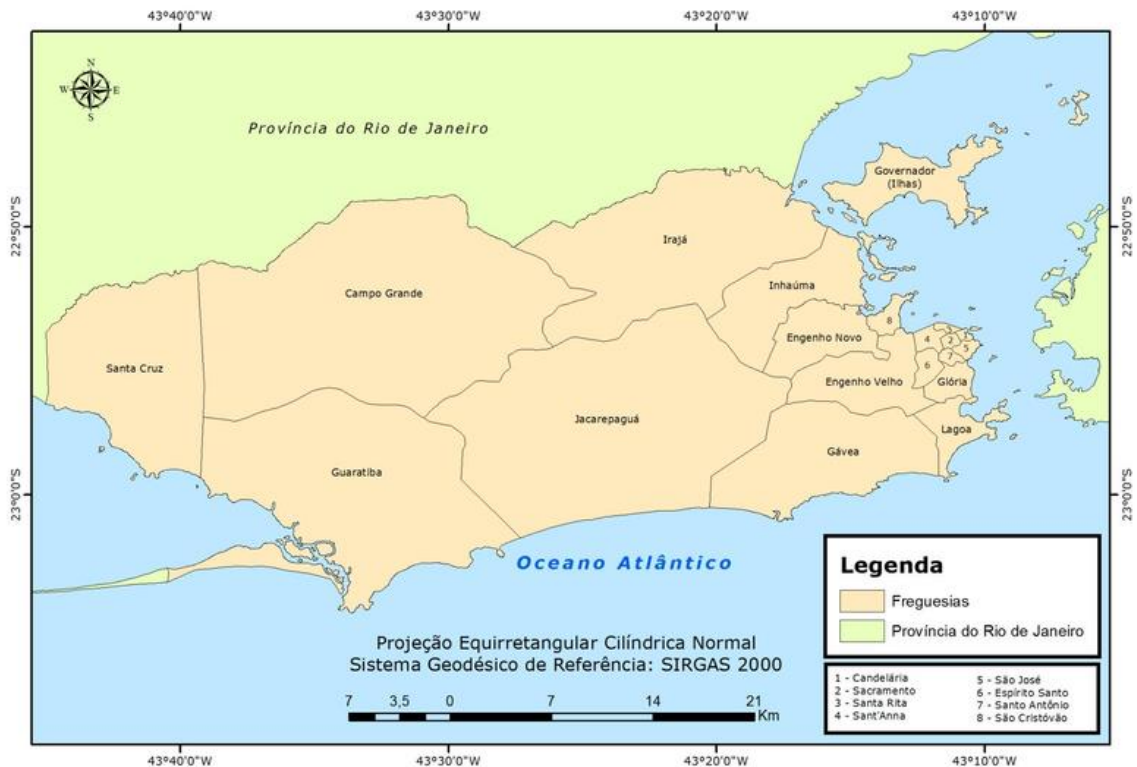 43°40'0"W 43°30'0"W 43°20'0"W 43°10'0"W
N
W E
S
Província do Rio de Janeiro
Governador
(Ilhas)
22°50'0"S 22°50'0"S
Irajá
Inhaúma
Campo Grande
8
Engenho Novo
3 1
4 2
5
7
6
Santa Cruz
Engenho Velho
Glória
Jacarepaguá
Lagoa
Gávea
Guaratiba
23°0'0"S 23°0'0"S
Oceano Atlântico
Legenda
Freguesias
Província do Rio de Janeiro
Projeção Equirretangular Cilíndrica Normal
Sistema Geodésico de Referência: SIRGAS 2000
7 3,5 0 7 14 21
Km
1 - Candelária
2 - Sacramento
3 - Santa Rita
4 - Sant'Anna
5 - São José
6 - Espírito Santo
7 - Santo Antônio
8 - São Cristóvão
43°40'0"W 43°30'0"W 43°20'0"W 43°10'0"W